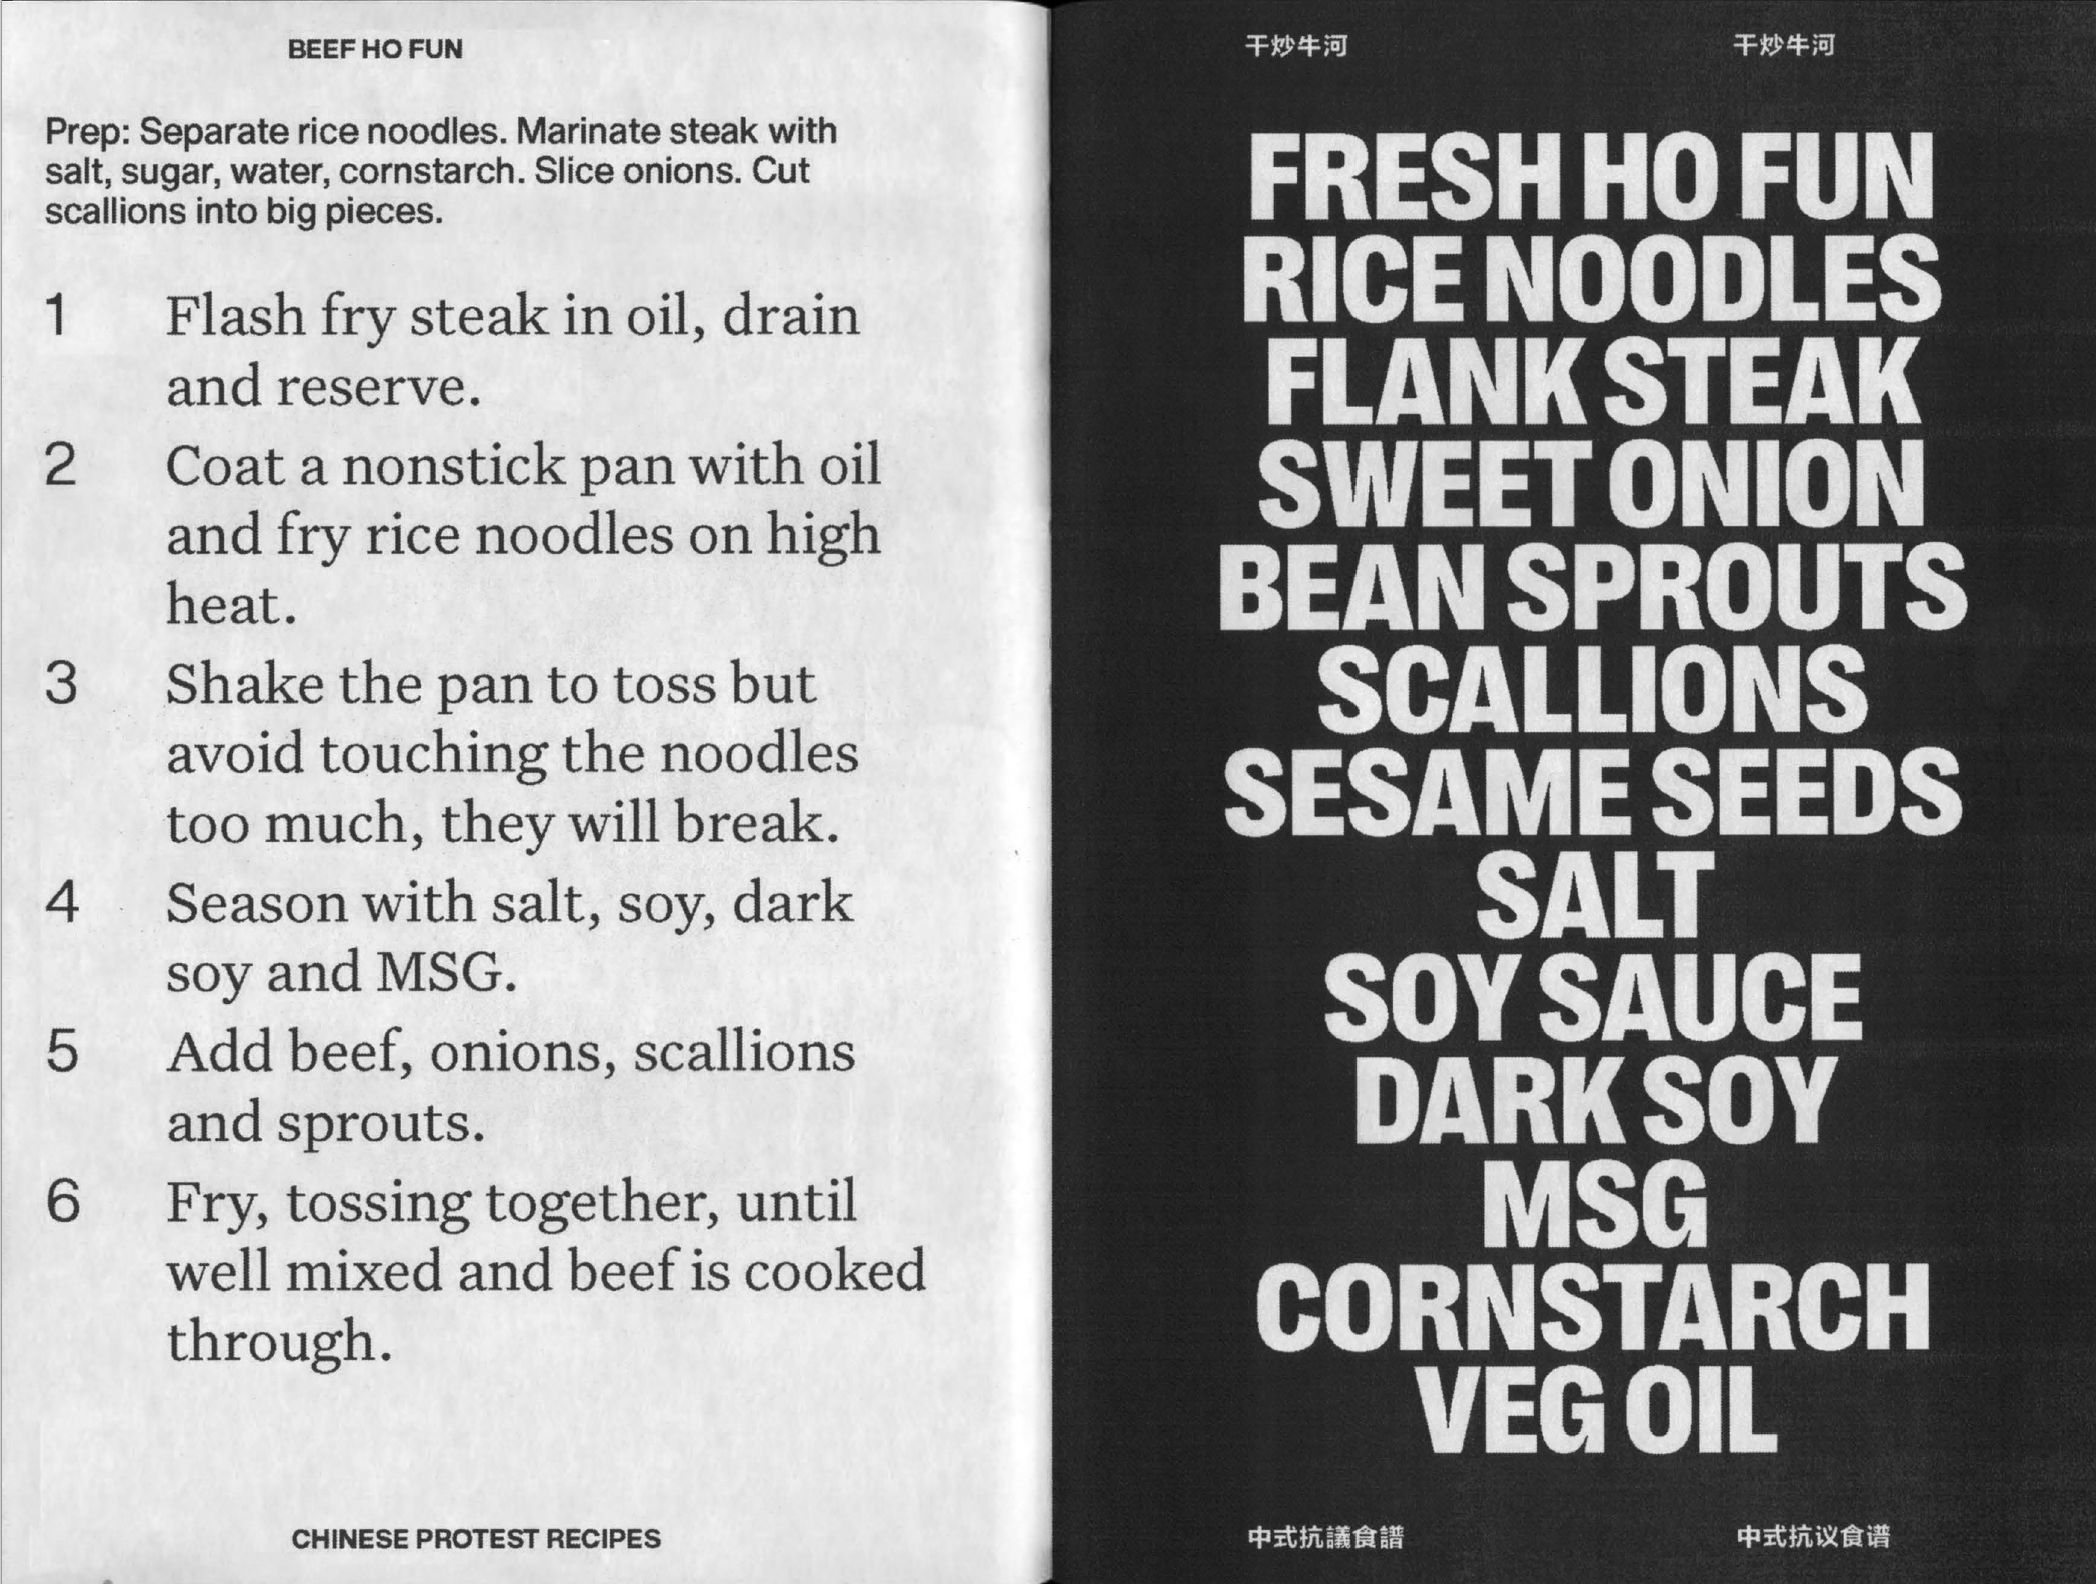 BEEF HO FUN
Prep: Separate rice noodles. Marinate steak with
salt, sugar, water, cornstarch. Slice onions. Cut
scallions into big pieces.
1 Flash fry steak in oil, drain
and reserve.
2 Coat a nonstick pan with oil
and fry rice noodles on high
heat.
3 Shake the pan to toss but
avoid touching the noodles
too much, they will break.
4 Season with salt, soy, dark
soy and MSG.
5 Add beef, onions, scallions
and sprouts.
6 Fry, tossing together, until
well mixed and beef is cooked
through.
CHINESE PROTEST RECIPES
干炒牛河 干炒牛河
FRESH HO FUN
RICE NOODLES
FLANK STEAK
SWEET ONION
BEAN SPROUTS
SCALLIONS
SESAME SEEDS
SALT
SOY SAUCE
DARK SOY
MSG
CORNSTARCH
VEG OIL
中式抗議食譜 中式抗议食谱